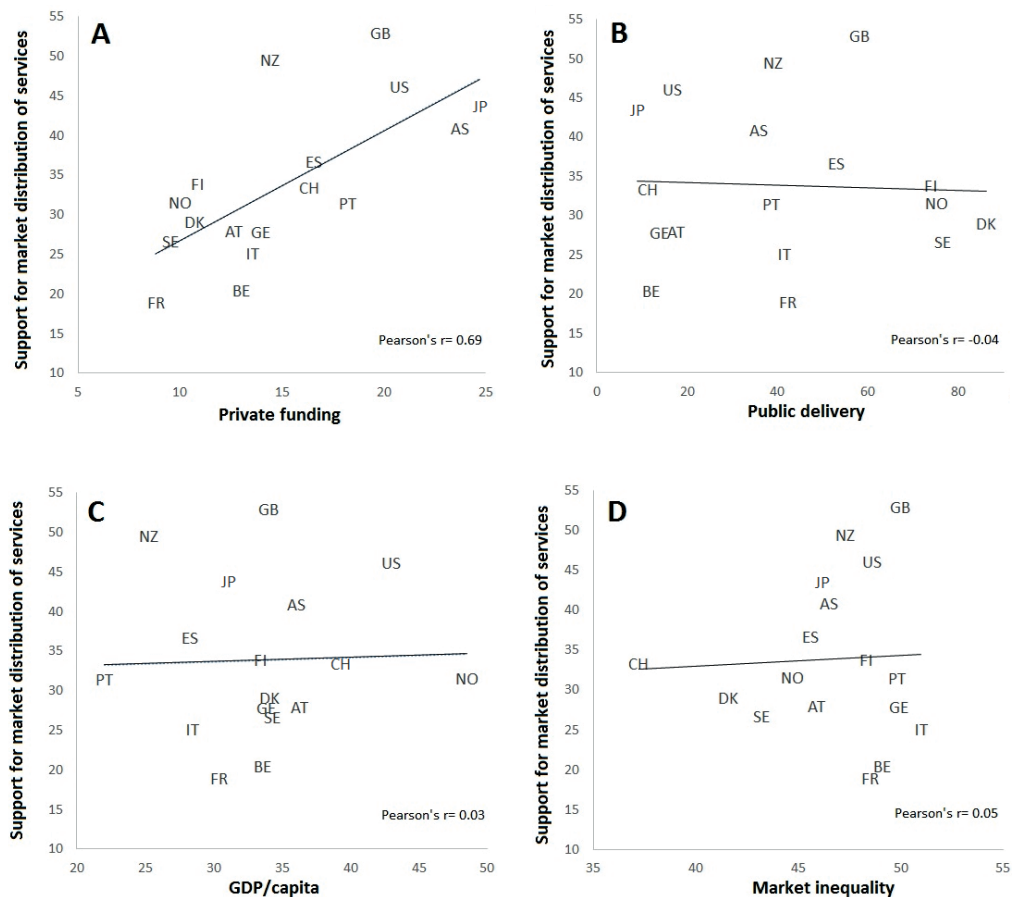 A
Support for market distribution of services
55
50
45
40
35
30
25
20
15
10
GB
NZ
US
JP
AS
ES
FI
CH
NO
PT
DK
AT
GE
SE
IT
BE
FR
Pearson's r= 0.69
5
10
15
20
25
Private funding
B
Support for market distribution of services
55
50
45
40
35
30
25
20
15
10
GB
NZ
US
JP
AS
ES
FI
CH
NO
PT
DK
GE
AT
SE
IT
BE
FR
Pearson's r= -0.04
0
20
40
60
80
Public delivery
C
Support for market distribution of services
55
50
45
40
35
30
25
20
15
10
GB
NZ
US
JP
AS
ES
FI
CH
PT
NO
DK
GE
AT
SE
IT
BE
FR
Pearson's r= 0.03
20
25
30
35
40
45
50
GDP/capita
D
Support for market distribution of services
55
50
45
40
35
30
25
20
15
10
GB
NZ
US
JP
AS
ES
FI
CH
NO
PT
DK
AT
GE
SE
IT
BE
FR
Pearson's r= 0.05
35
40
45
50
55
Market inequality